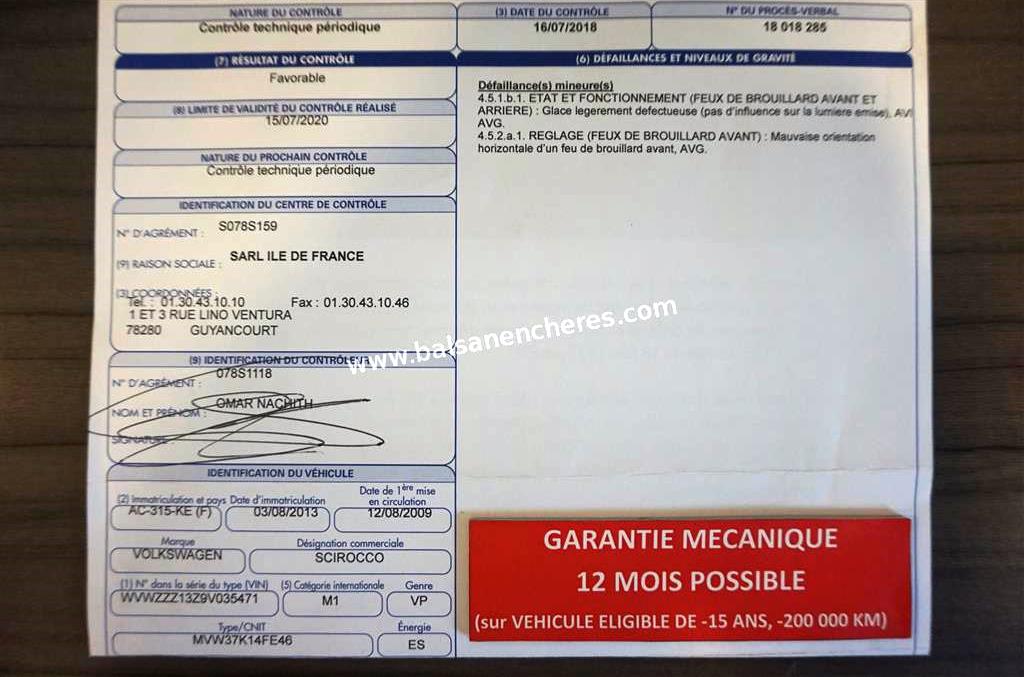 NATURE DU CONTRÔLE
Contrôle technique périodique
(3) DATE DU CONTRÔLE
16/07/2018
N° DU PROCÈS-VERBAL
18 018 285
(7) RÉSULTAT DU CONTRÔLE
Favorable
(8) LIMITE DE VALIDITÉ DU CONTRÔLE RÉALISÉ
15/07/2020
NATURE DU PROCHAIN CONTRÔLE
Contrôle technique périodique
IDENTIFICATION DU CENTRE DE CONTRÔLE
N° D'AGRÉMENT : S078S159
(9) RAISON SOCIALE : SARL ILE DE FRANCE
(3) COORDONNÉES :
Tel. : 01.30.43.10.10 Fax : 01.30.43.10.46
1 ET 3 RUE LINO VENTURA
78280 GUYANCOURT
(9) IDENTIFICATION DU CONTRÔLEUR
N° D'AGRÉMENT : 078S1118
NOM ET PRÉNOM : OMAR NACHITH
SIGNATURE :
IDENTIFICATION DU VÉHICULE
(2) Immatriculation et pays
AC-315-KE (F)
Date d'immatriculation
03/08/2013
Date de 1ère mise
en circulation
12/08/2009
Marque
VOLKSWAGEN
Désignation commerciale
SCIROCCO
(1) N° dans la série du type (VIN)
WVWZZZ13Z9V035471
(5) Catégorie internationale
M1
Genre
VP
Type/CNIT
MVW37K14FE46
Énergie
ES
(6) DÉFAILLANCES ET NIVEAUX DE GRAVITÉ
Défaillance(s) mineure(s)
4.5.1.b.1. ETAT ET FONCTIONNEMENT (FEUX DE BROUILLARD AVANT ET
ARRIERE) : Glace legerement defectueuse (pas d'influence sur la lumiere emise), AV
AVG.
4.5.2.a.1. REGLAGE (FEUX DE BROUILLARD AVANT) : Mauvaise orientation
horizontale d'un feu de brouillard avant, AVG.
www.balsanencheres.com
GARANTIE MECANIQUE
12 MOIS POSSIBLE
(sur VEHICULE ELIGIBLE DE -15 ANS, -200 000 KM)